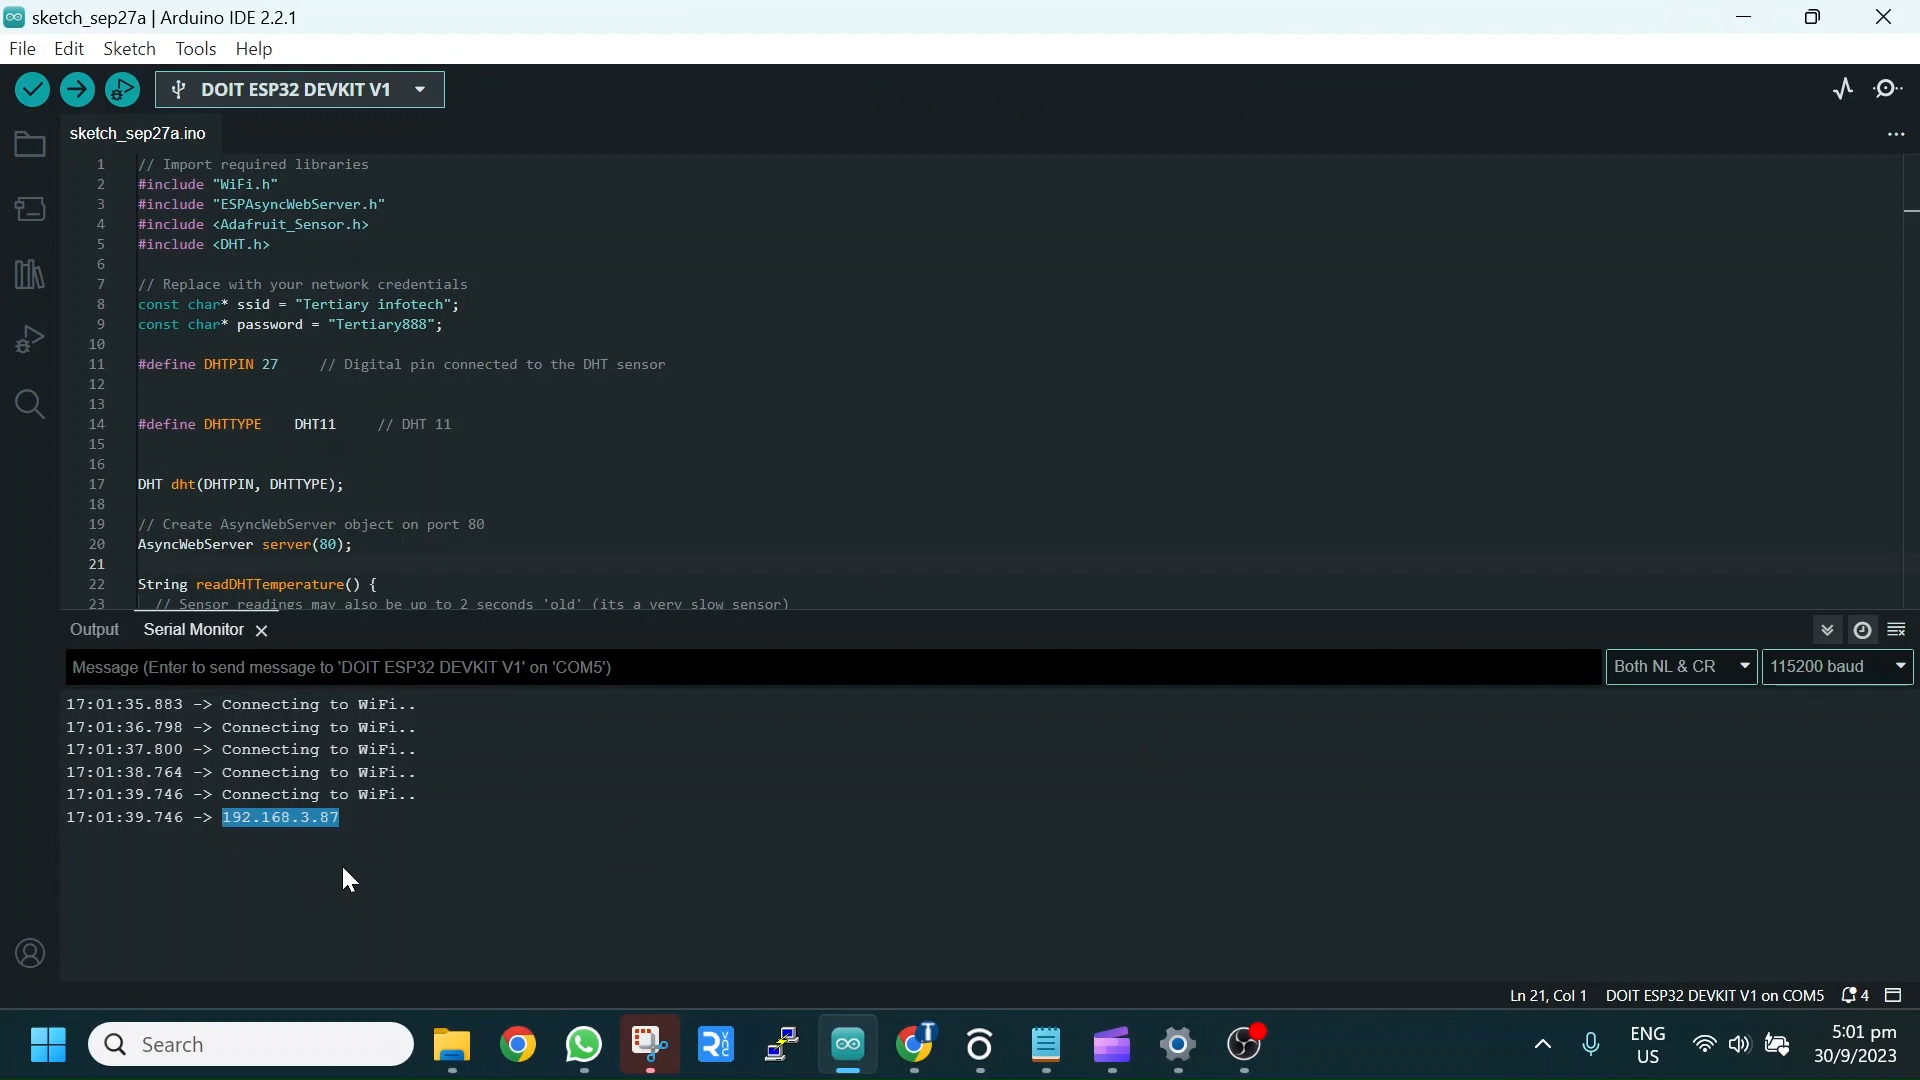 sketch_sep27a | Arduino IDE 2.2.1
File Edit Sketch Tools Help
DOIT ESP32 DEVKIT V1
sketch_sep27a.ino
1 // Import required libraries
2 #include "WiFi.h"
3 #include "ESPAsyncWebServer.h"
4 #include <Adafruit_Sensor.h>
5 #include <DHT.h>
6
7 // Replace with your network credentials
8 const char* ssid = "Tertiary infotech";
9 const char* password = "Tertiary888";
10
11 #define DHTPIN 27 // Digital pin connected to the DHT sensor
12
13
14 #define DHTTYPE DHT11 // DHT 11
15
16
17 DHT dht(DHTPIN, DHTTYPE);
18
19 // Create AsyncWebServer object on port 80
20 AsyncWebServer server(80);
21
22 String readDHTTemperature() {
23 // Sensor readings may also be up to 2 seconds 'old' (its a very slow sensor)
Output Serial Monitor
Message (Enter to send message to 'DOIT ESP32 DEVKIT V1' on 'COM5') Both NL & CR 115200 baud
17:01:35.883 -> Connecting to WiFi..
17:01:36.798 -> Connecting to WiFi..
17:01:37.800 -> Connecting to WiFi..
17:01:38.764 -> Connecting to WiFi..
17:01:39.746 -> Connecting to WiFi..
17:01:39.746 -> 192.168.3.87
Ln 21, Col 1 DOIT ESP32 DEVKIT V1 on COM5 4
Search
ENG
US
5:01 pm
30/9/2023